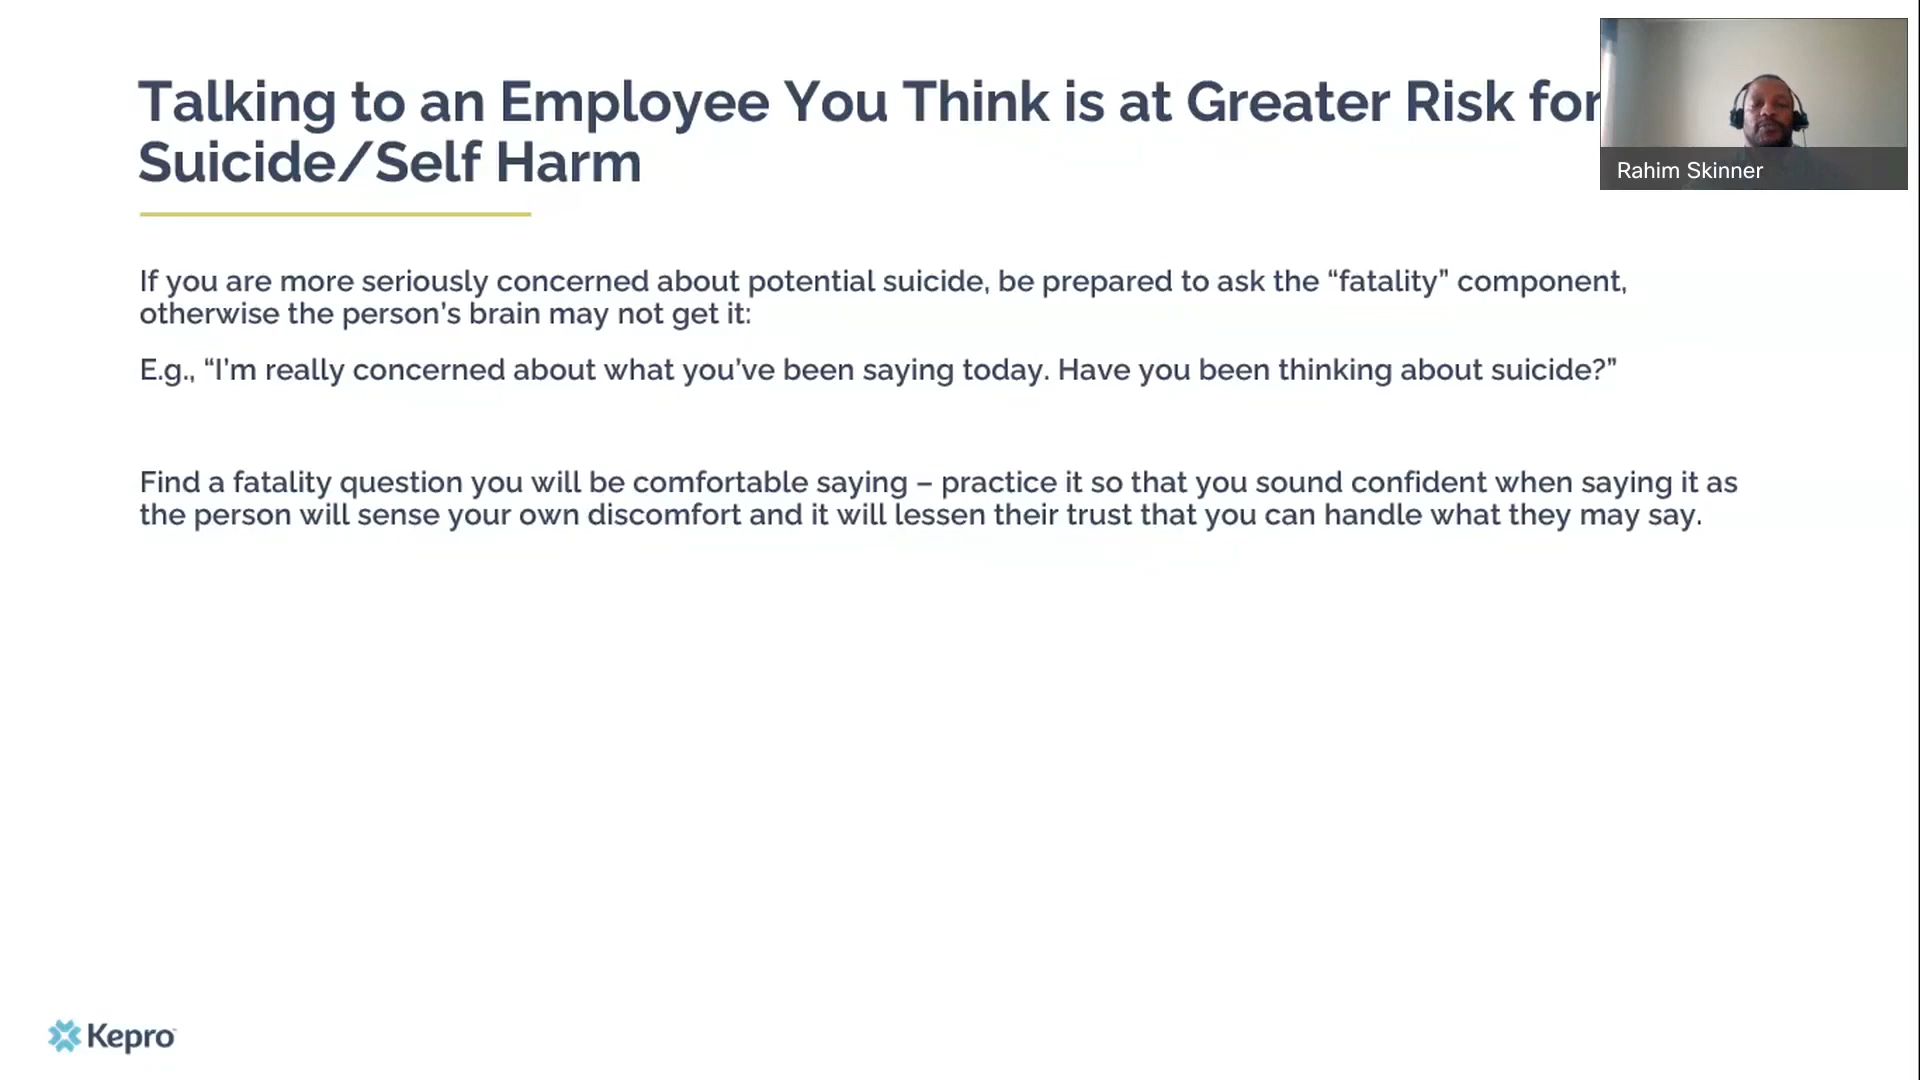 Talking to an Employee You Think is at Greater Risk for
Suicide/Self Harm
Rahim Skinner
If you are more seriously concerned about potential suicide, be prepared to ask the “fatality” component,
otherwise the person’s brain may not get it:
E.g., “I’m really concerned about what you’ve been saying today. Have you been thinking about suicide?”
Find a fatality question you will be comfortable saying – practice it so that you sound confident when saying it as
the person will sense your own discomfort and it will lessen their trust that you can handle what they may say.
Kepro